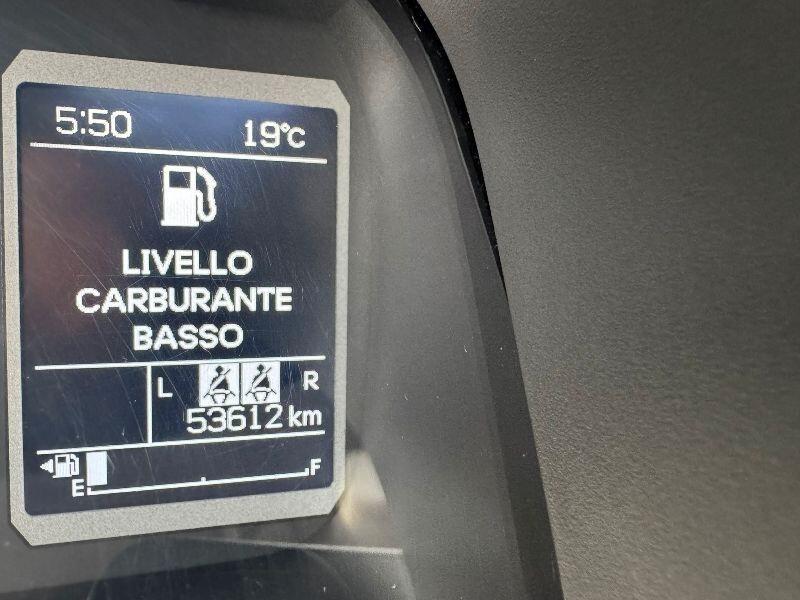 5:50 19°C
LIVELLO
CARBURANTE
BASSO
L R
53612 km
F
E